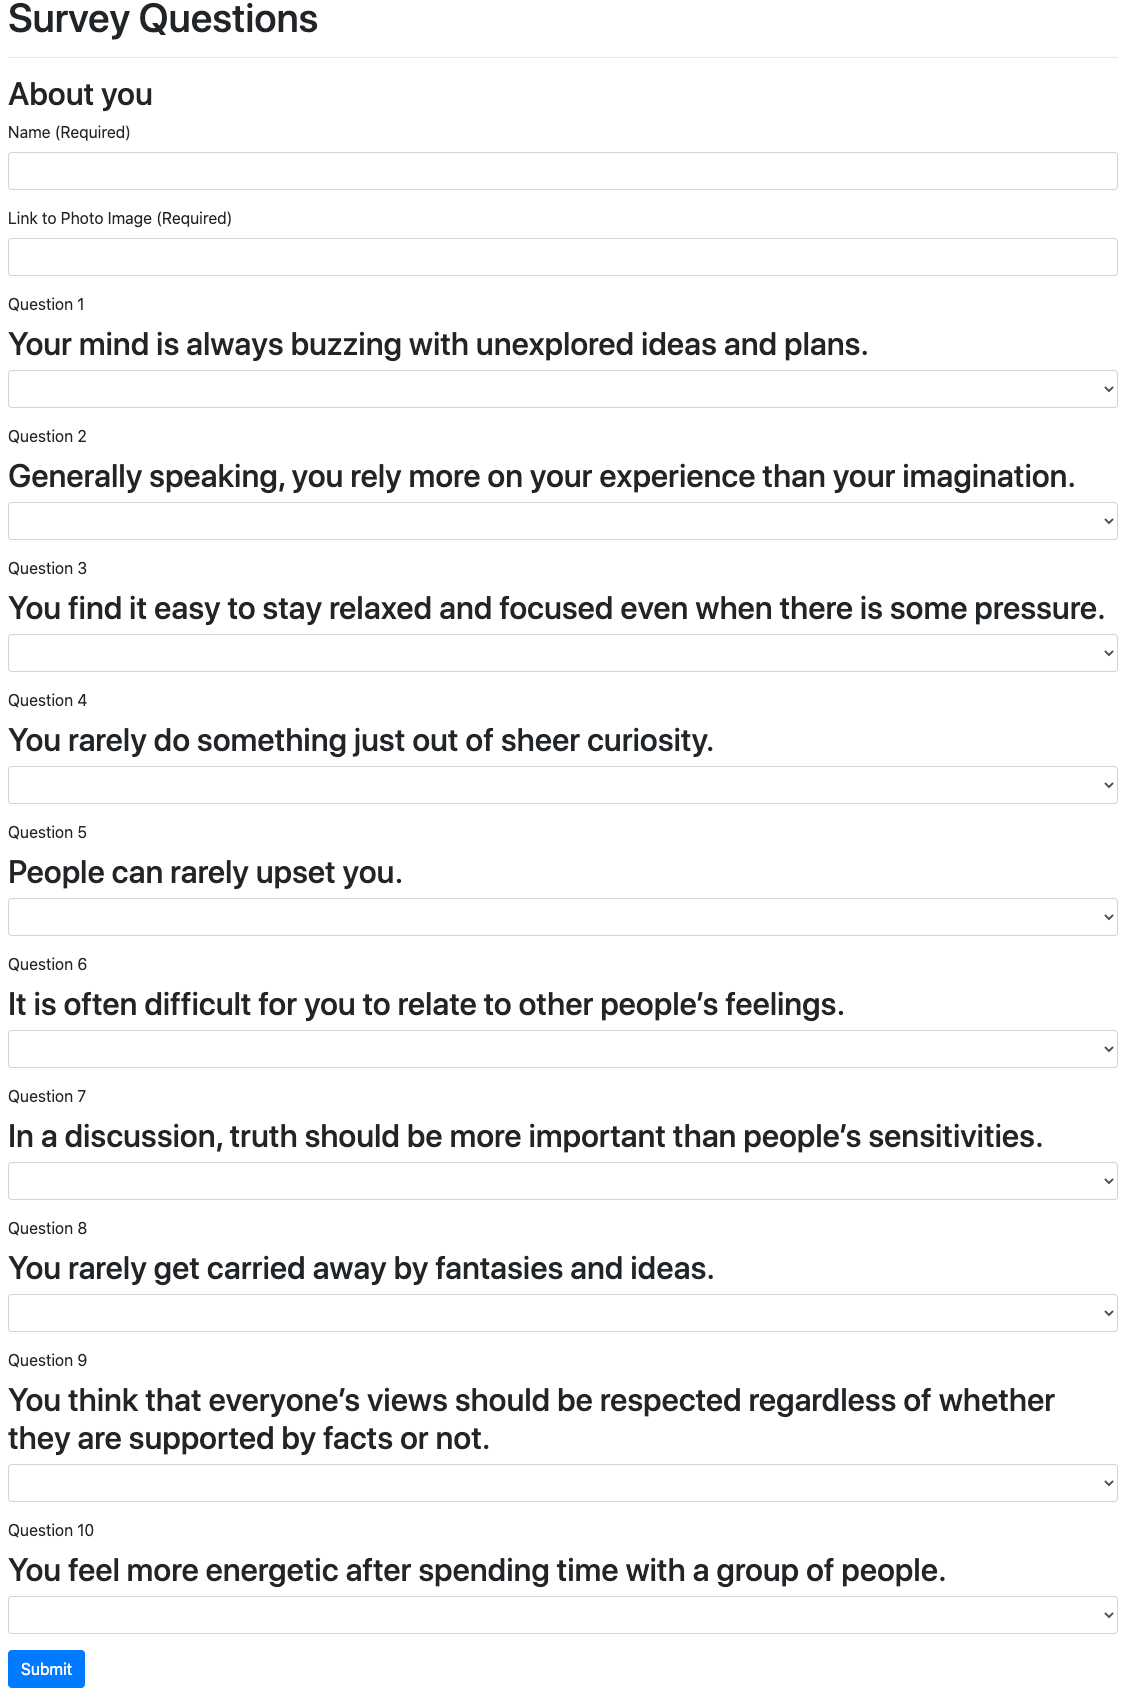 Survey Questions
About you
Name (Required)
Link to Photo Image (Required)
Question 1
Your mind is always buzzing with unexplored ideas and plans.
Question 2
Generally speaking, you rely more on your experience than your imagination.
Question 3
You find it easy to stay relaxed and focused even when there is some pressure.
Question 4
You rarely do something just out of sheer curiosity.
Question 5
People can rarely upset you.
Question 6
It is often difficult for you to relate to other people’s feelings.
Question 7
In a discussion, truth should be more important than people’s sensitivities.
Question 8
You rarely get carried away by fantasies and ideas.
Question 9
You think that everyone’s views should be respected regardless of whether
they are supported by facts or not.
Question 10
You feel more energetic after spending time with a group of people.
Submit